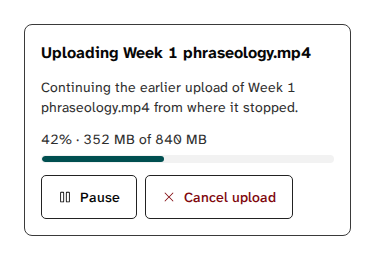 Uploading Week 1 phraseology.mp4
Continuing the earlier upload of Week 1
phraseology.mp4 from where it stopped.
42% · 352 MB of 840 MB
Pause
Cancel upload